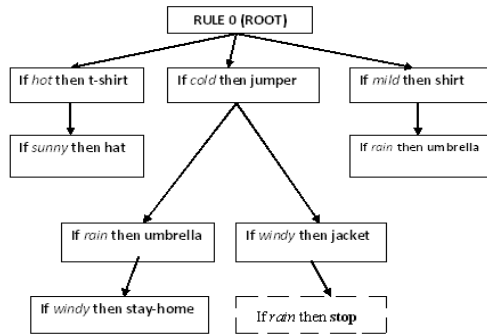 RULE 0 (ROOT)
If hot then t-shirt
If cold then jumper
If mild then shirt
If sunny then hat
If rain then umbrella
If rain then umbrella
If windy then jacket
If windy then stay-home
If rain then stop